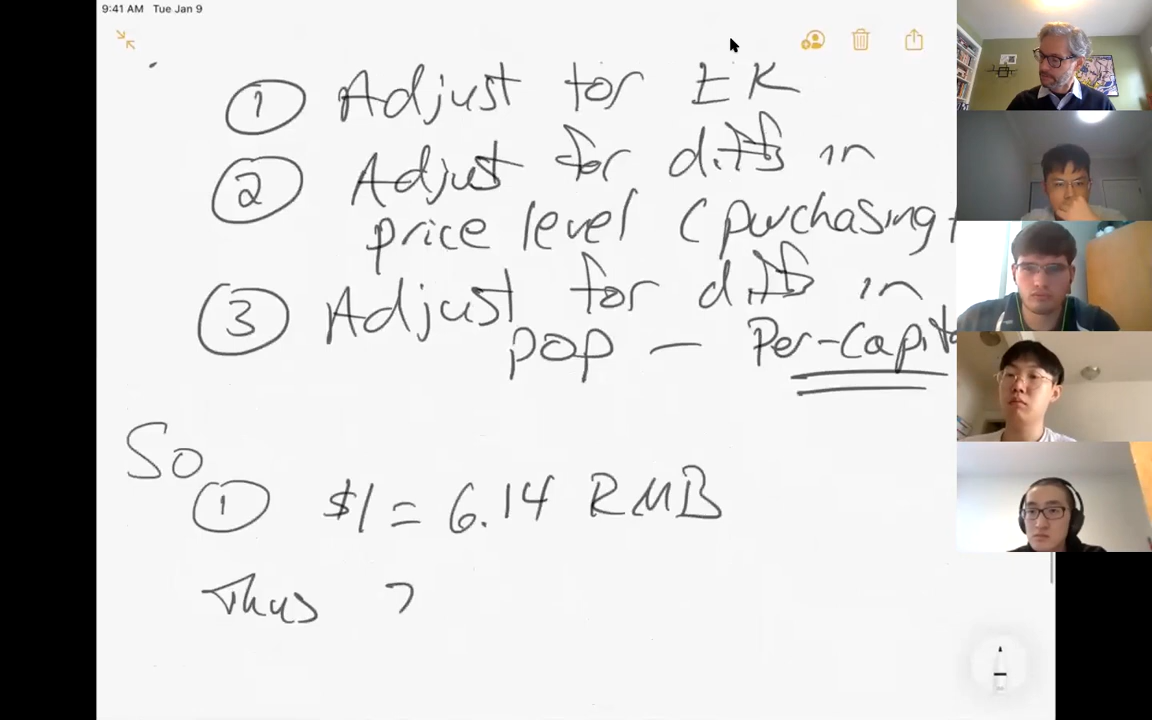 9:41 AM Tue Jan 9
① Adjust for ER
② Adjust for diffs in
price level (purchasing
③ Adjust for diffs in
pop — Per-Capita
So
① $1 = 6.14 RMB
Thus 7